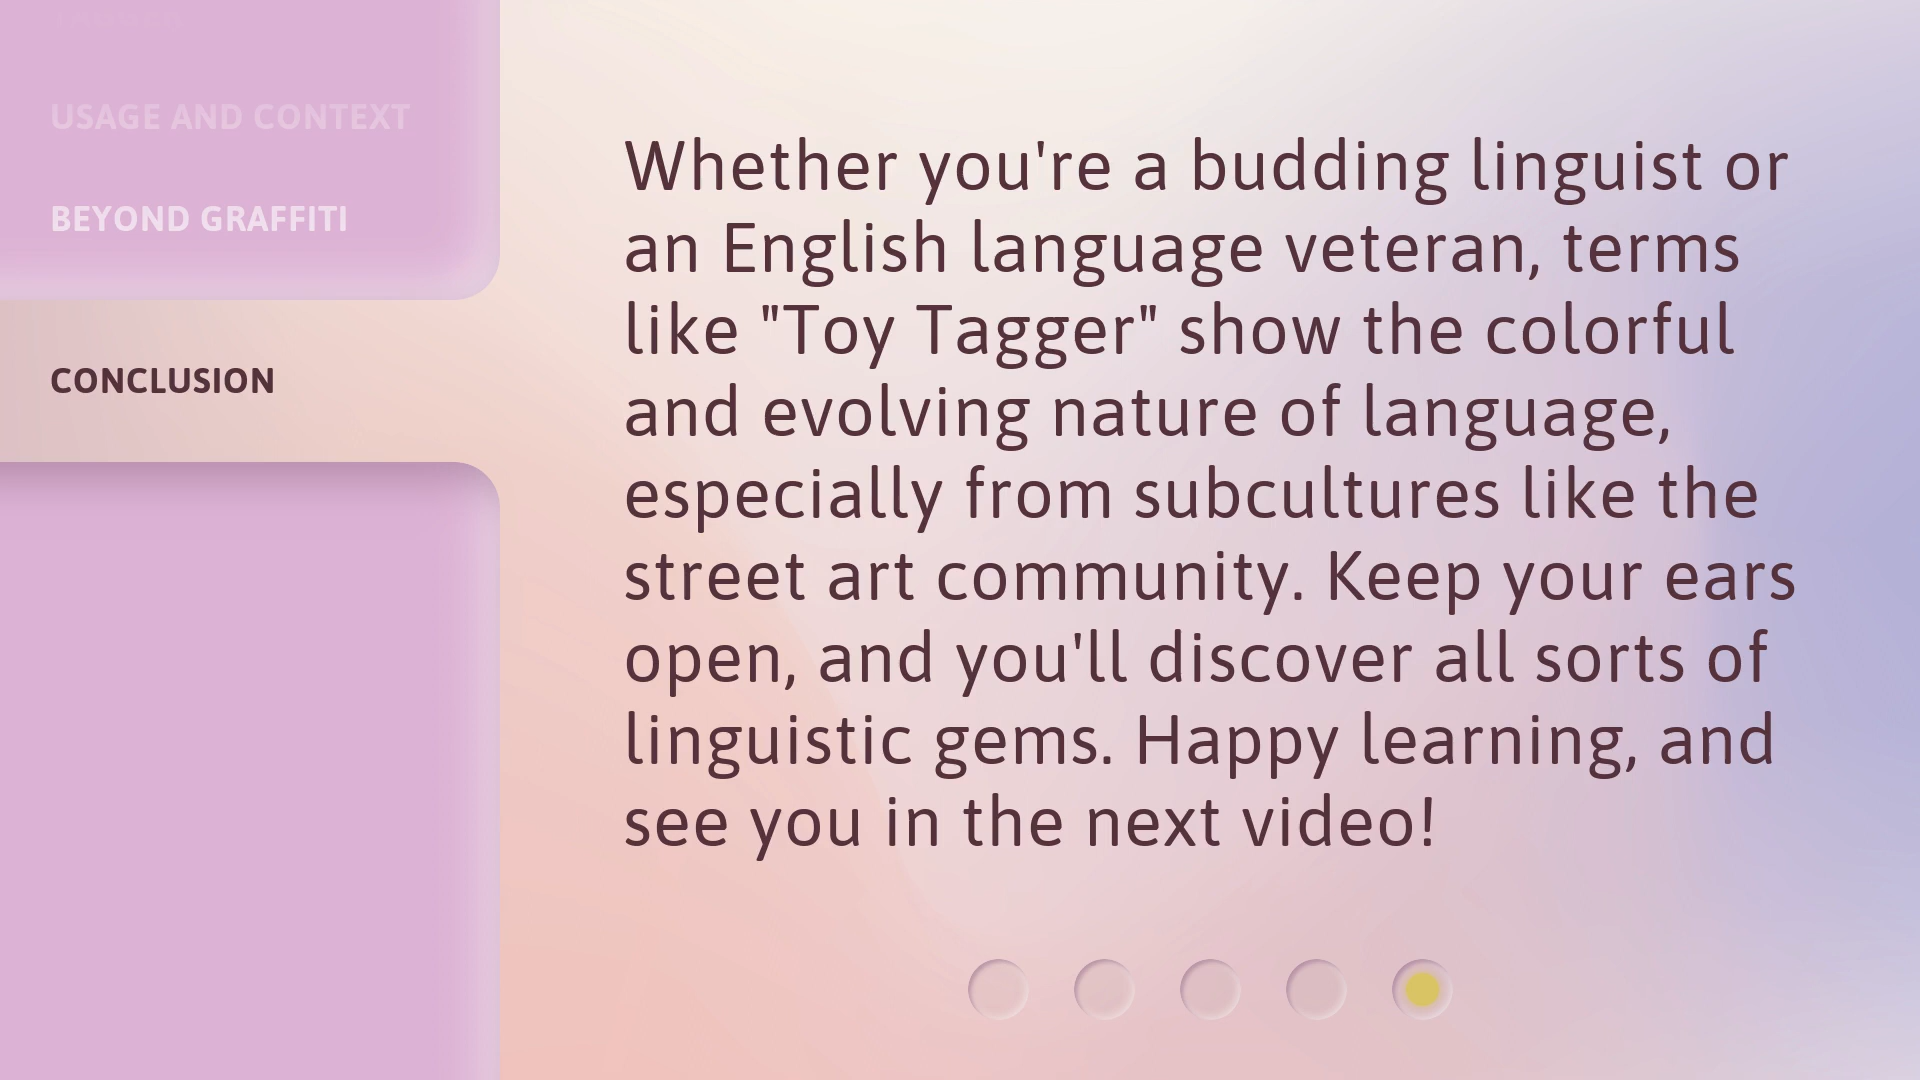 USAGE AND CONTEXT
BEYOND GRAFFITI
CONCLUSION
Whether you're a budding linguist or
an English language veteran, terms
like "Toy Tagger" show the colorful
and evolving nature of language,
especially from subcultures like the
street art community. Keep your ears
open, and you'll discover all sorts of
linguistic gems. Happy learning, and
see you in the next video!